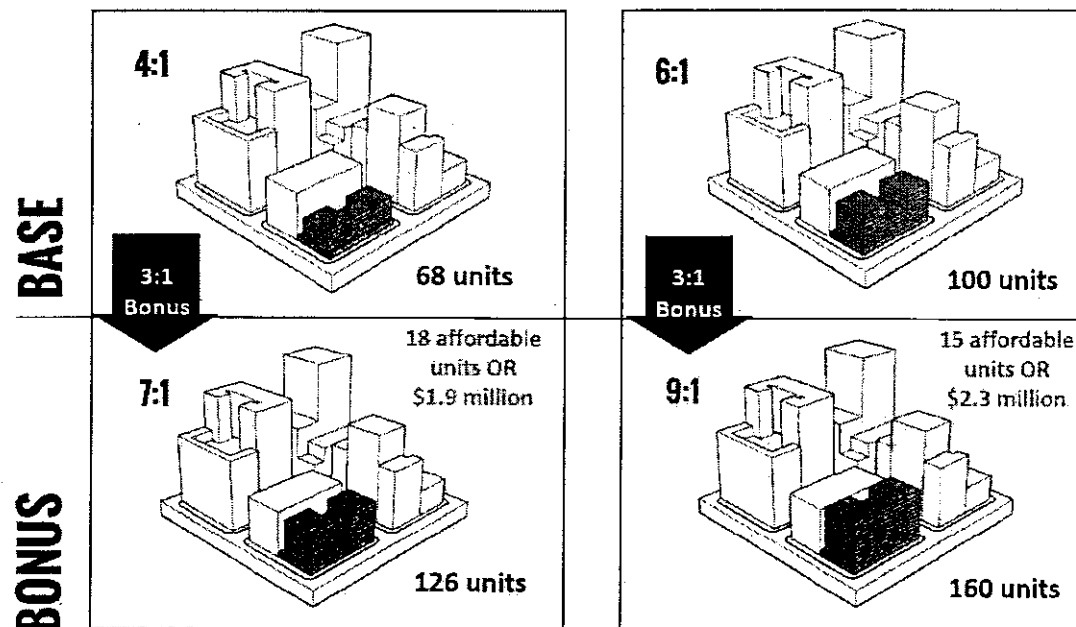 BASE
4:1
68 units
6:1
100 units
3:1
Bonus
3:1
Bonus
BONUS
7:1
18 affordable
units OR
$1.9 million
126 units
9:1
15 affordable
units OR
$2.3 million
160 units